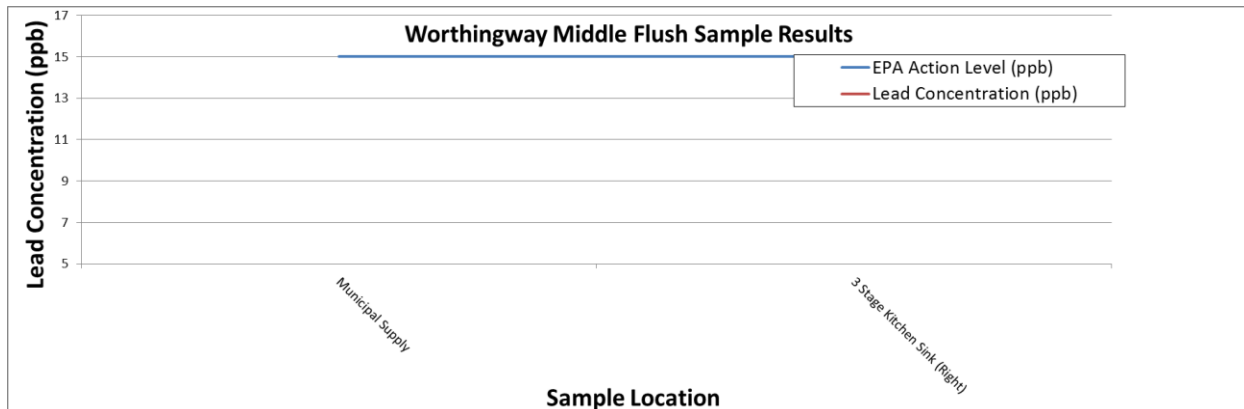 Worthingway Middle Flush Sample Results
EPA Action Level (ppb)
Lead Concentration (ppb)
Lead Concentration (ppb)
17
15
13
11
9
7
5
Municipal Supply
3 Stage Kitchen Sink (Right)
Sample Location